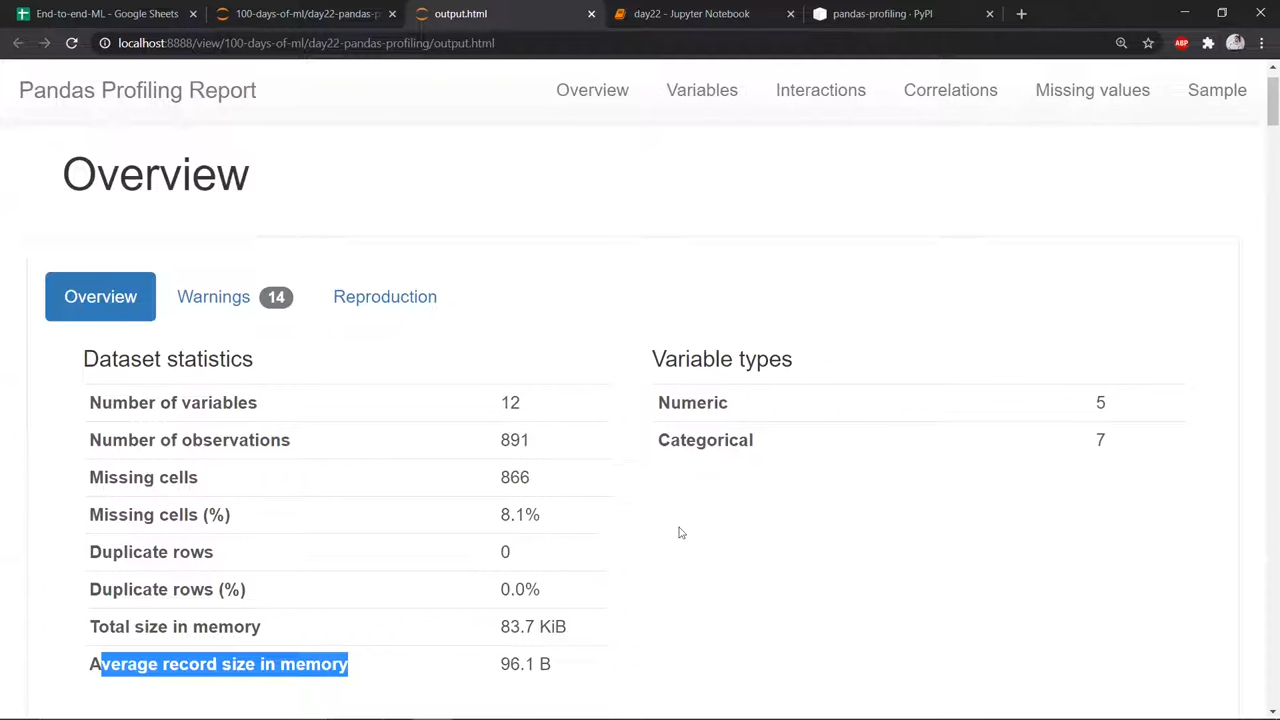 End-to-end-ML - Google Sheets
100-days-of-ml/day22-pandas-p
output.html
day22 - Jupyter Notebook
pandas-profiling · PyPI
localhost:8888/view/100-days-of-ml/day22-pandas-profiling/output.html
ABP
Pandas Profiling Report
Overview
Variables
Interactions
Correlations
Missing values
Sample
Overview
Overview
Warnings 14
Reproduction
Dataset statistics
Number of variables 12
Number of observations 891
Missing cells 866
Missing cells (%) 8.1%
Duplicate rows 0
Duplicate rows (%) 0.0%
Total size in memory 83.7 KiB
Average record size in memory 96.1 B
Variable types
Numeric 5
Categorical 7